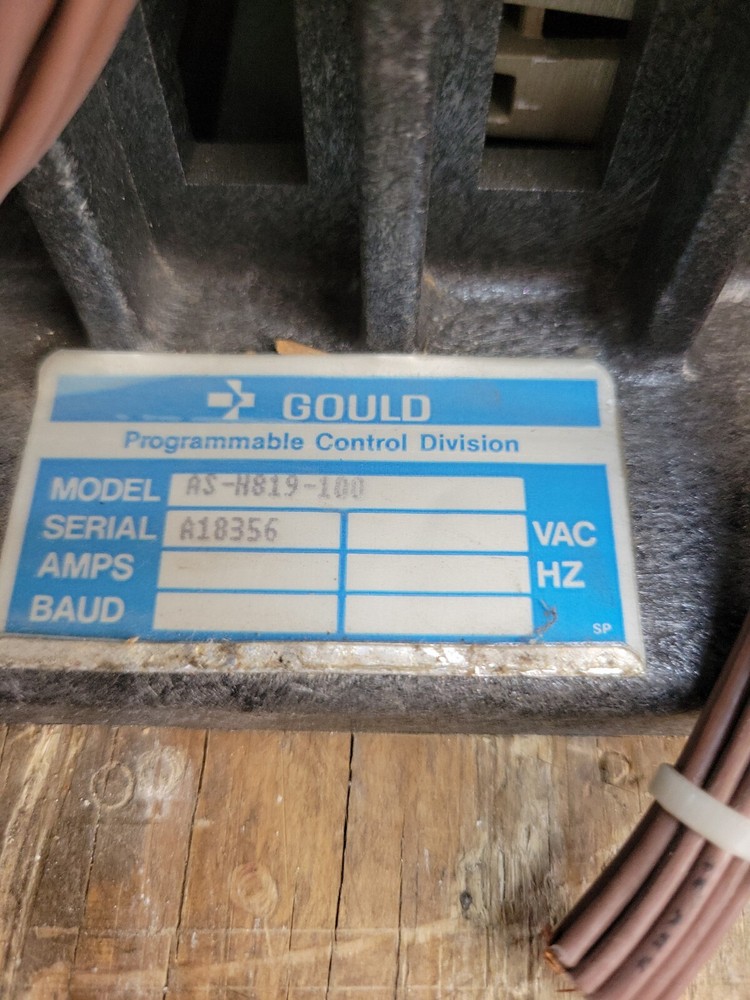 GOULD
Programmable Control Division
MODEL AS-H819-100
SERIAL A18356 VAC
AMPS HZ
BAUD
SP